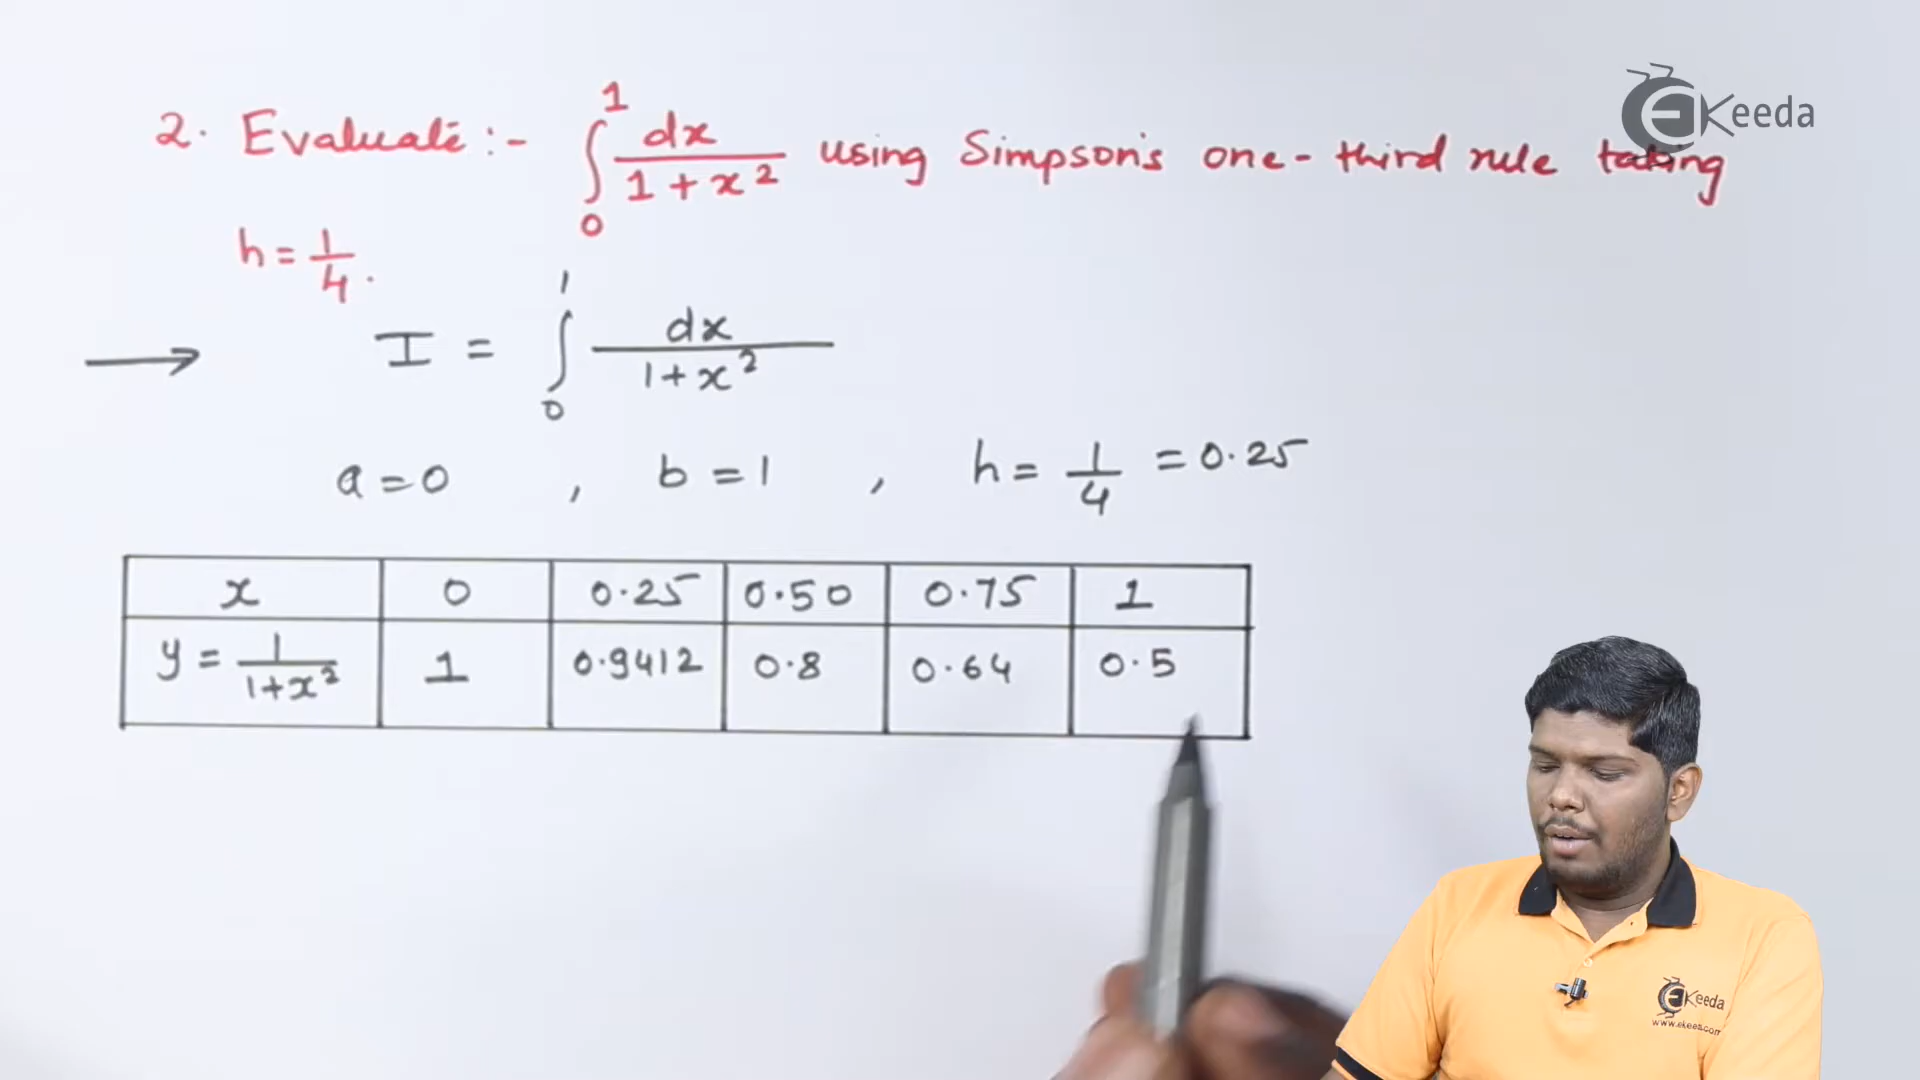 EKeeda
2. Evaluate :- ∫₀¹ dx/(1+x²) using Simpson's one-third rule taking
h = 1/4.
→ I = ∫₀¹ dx/(1+x²)
a = 0 , b = 1 , h = 1/4 = 0.25
x 0 0.25 0.50 0.75 1
y = 1/(1+x²) 1 0.9412 0.8 0.64 0.5
EKeeda
www.ekeeda.com